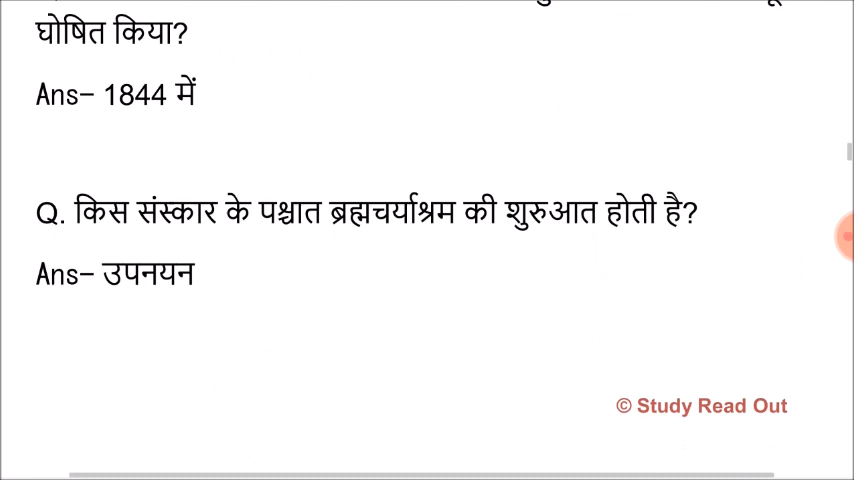 घोषित किया?
Ans- 1844 में
Q. किस संस्कार के पश्चात ब्रह्मचर्याश्रम की शुरुआत होती है?
Ans- उपनयन
© Study Read Out